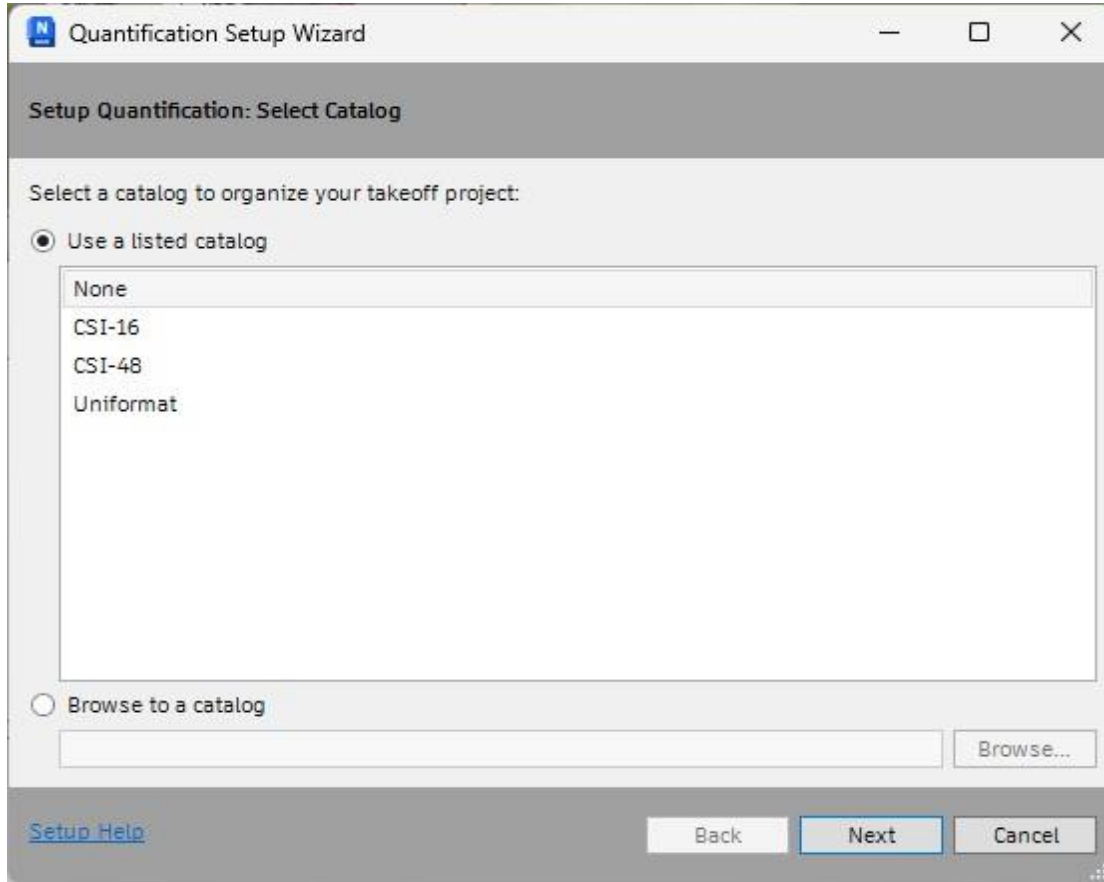 Quantification Setup Wizard
Setup Quantification: Select Catalog
Select a catalog to organize your takeoff project:
Use a listed catalog
None
CSI-16
CSI-48
Uniformat
Browse to a catalog
Browse...
Setup Help
Back
Next
Cancel